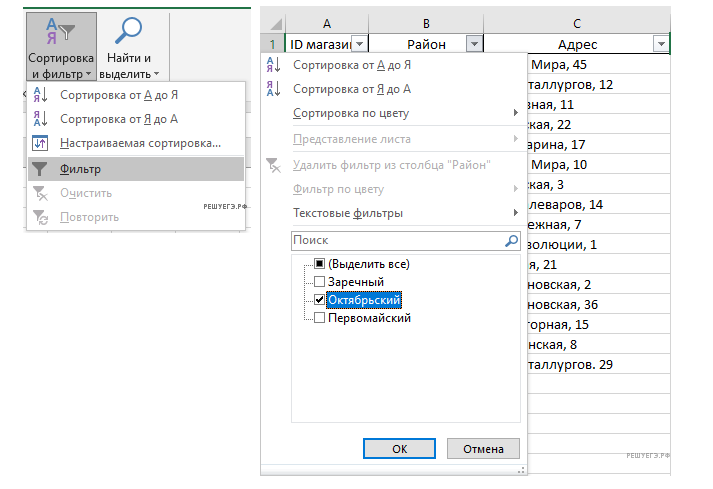 Сортировка и фильтр
Найти и выделить
Сортировка от А до Я
Сортировка от Я до А
Настраиваемая сортировка...
Фильтр
Очистить
Повторить
РЕШУЕГЭ.РФ
A B C
1 ID магази Район Адрес
Сортировка от А до Я
Сортировка от Я до А
Сортировка по цвету
Представление листа
Удалить фильтр из столбца "Район"
Фильтр по цвету
Текстовые фильтры
Поиск
(Выделить все)
Заречный
Октябрьский
Первомайский
ОК Отмена
Мира, 45
таллургов, 12
вная, 11
ская, 22
арина, 17
Мира, 10
ская, 3
леваров, 14
ежная, 7
волюции, 1
я, 21
новская, 2
новская, 36
горная, 15
нская, 8
таллургов. 29
РЕШУЕГЭ.РФ